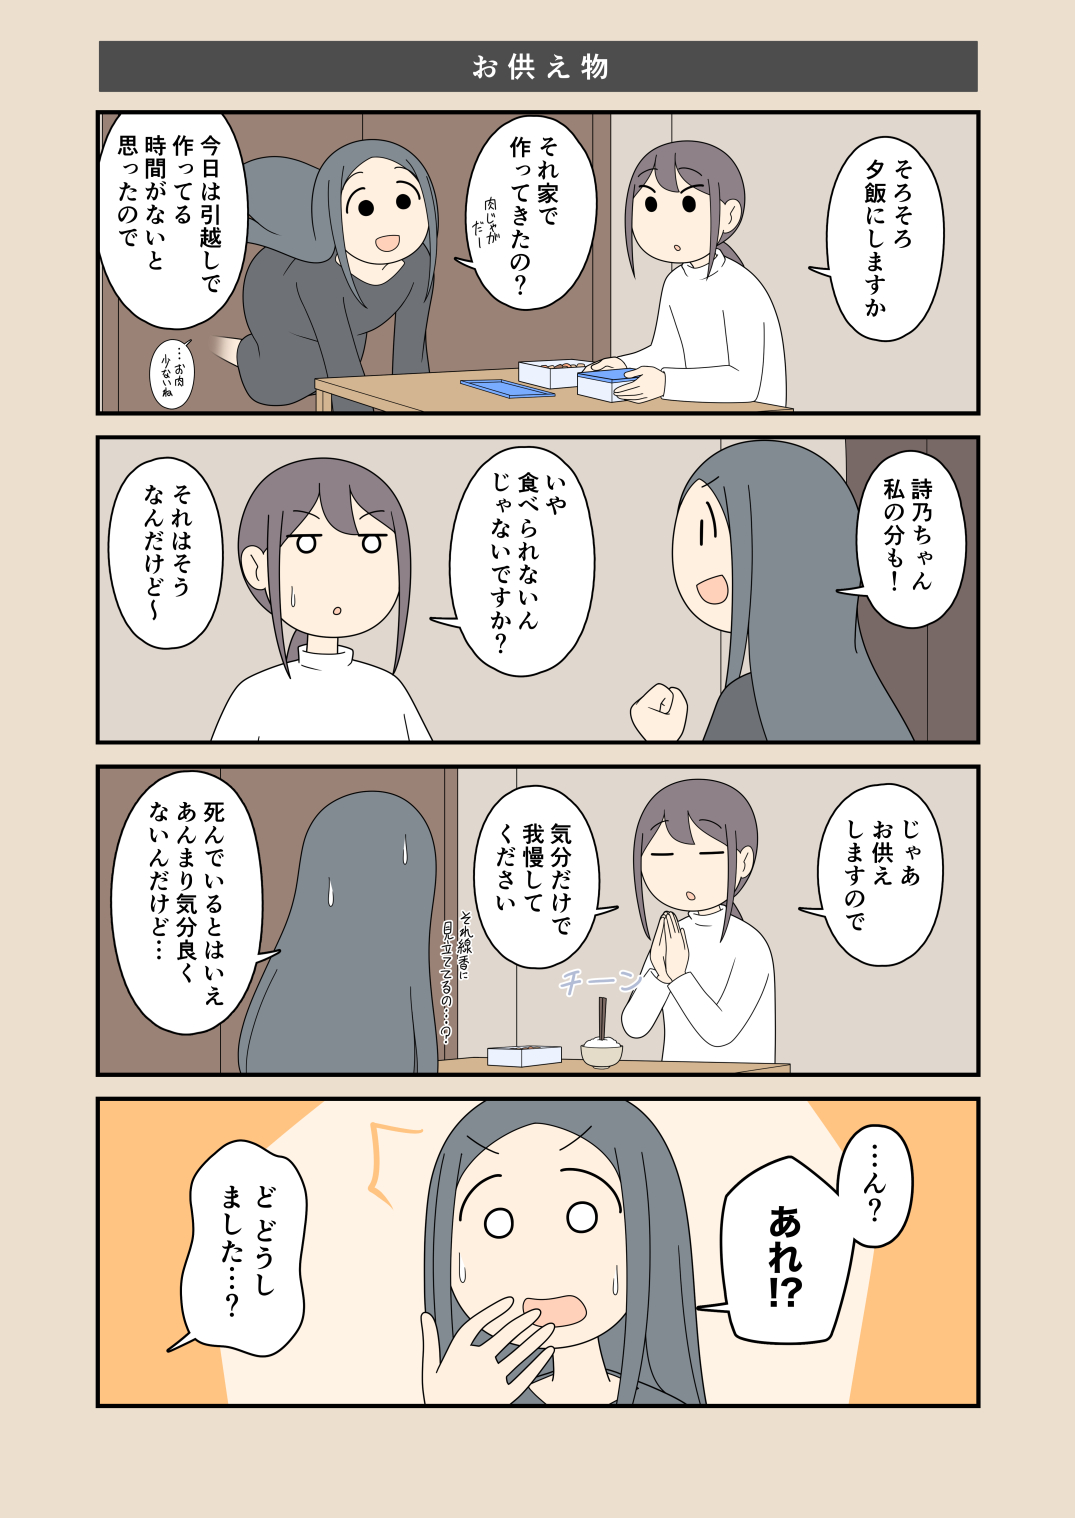 お供え物
そろそろ
夕飯にしますか
それ家で
作ってきたの？
肉じゃが
だー
今日は引越しで
作ってる
時間がないと
思ったので
…お肉
少ないね
詩乃ちゃん
私の分も！
いや
食べられないん
じゃないですか？
それはそう
なんだけど〜
じゃあ
お供え
しますので
気分だけで
我慢して
ください
チーン
それ線香に
見立ててるの…？
死んでいるとはいえ
あんまり気分良く
ないんだけど…
…ん？
あれ!?
ど どうし
ました…？